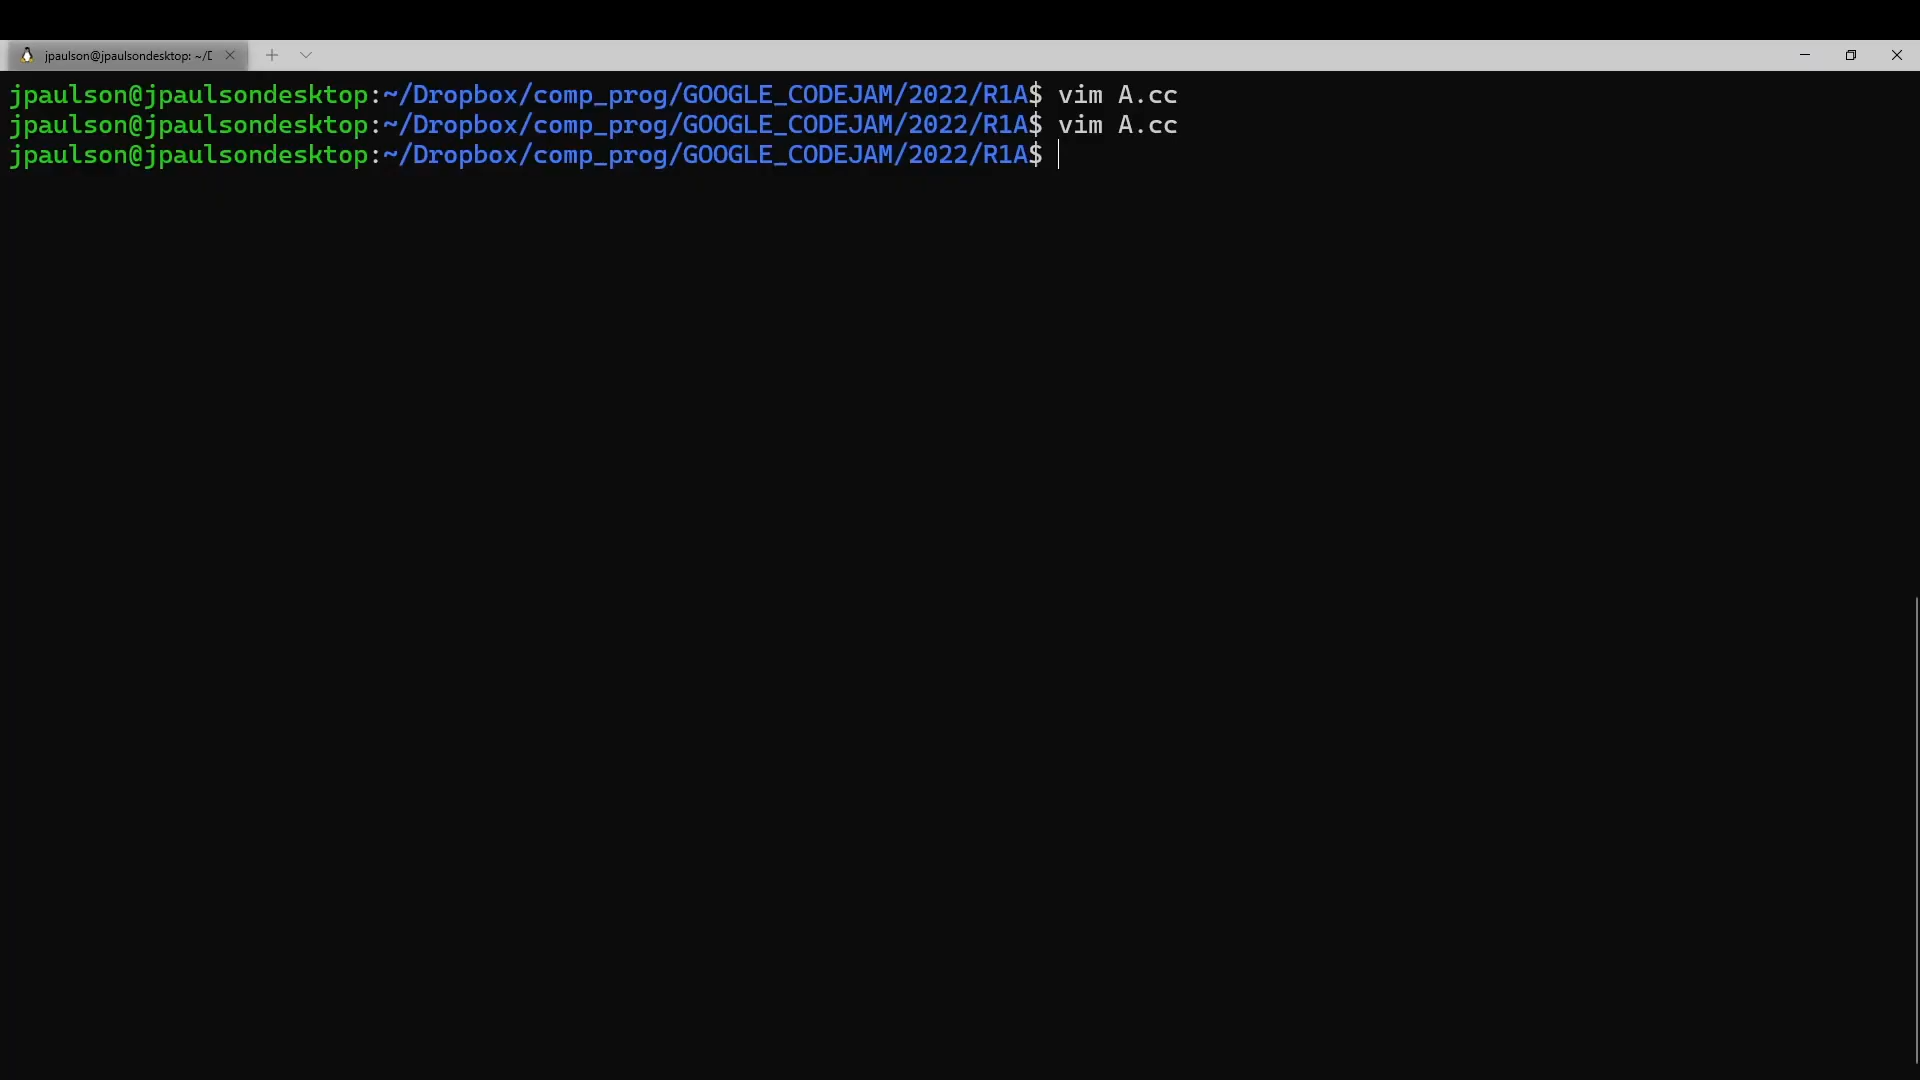 jpaulson@jpaulsondesktop: ~/D
jpaulson@jpaulsondesktop:~/Dropbox/comp_prog/GOOGLE_CODEJAM/2022/R1A$ vim A.cc
jpaulson@jpaulsondesktop:~/Dropbox/comp_prog/GOOGLE_CODEJAM/2022/R1A$ vim A.cc
jpaulson@jpaulsondesktop:~/Dropbox/comp_prog/GOOGLE_CODEJAM/2022/R1A$